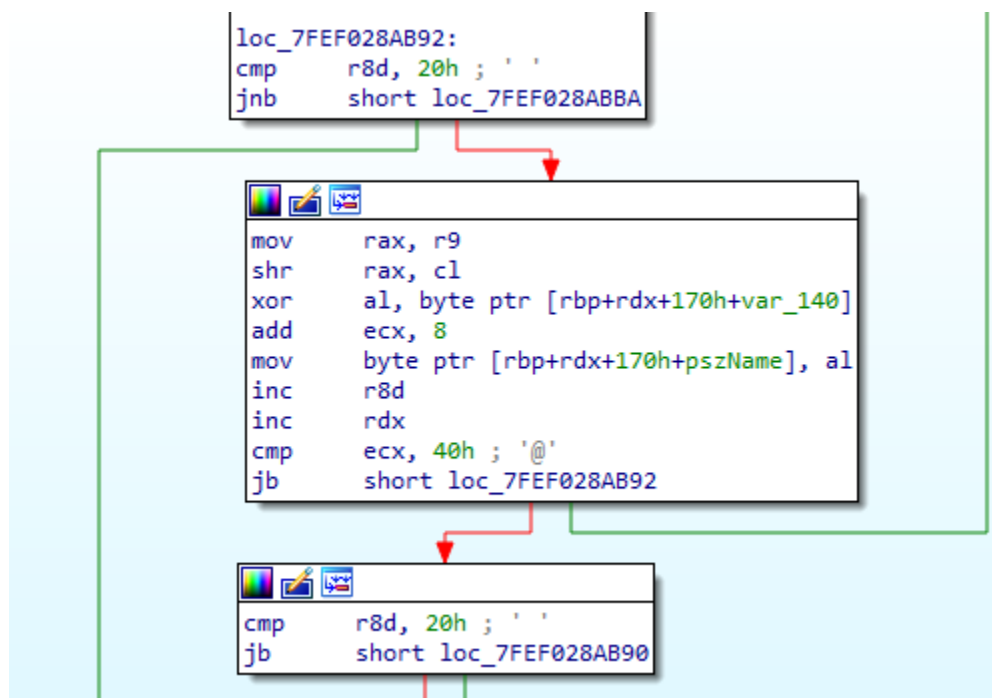 loc_7FEF028AB92:
cmp r8d, 20h ; ' '
jnb short loc_7FEF028ABBA
mov rax, r9
shr rax, cl
xor al, byte ptr [rbp+rdx+170h+var_140]
add ecx, 8
mov byte ptr [rbp+rdx+170h+pszName], al
inc r8d
inc rdx
cmp ecx, 40h ; '@'
jb short loc_7FEF028AB92
cmp r8d, 20h ; ' '
jb short loc_7FEF028AB90